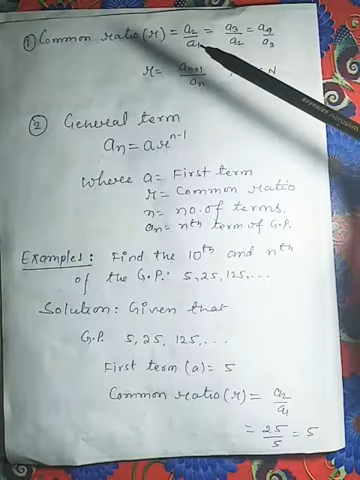 ① Common ratio (r) = a₂/a₁ = a₃/a₂ = a₄/a₃
r = aₙ₊₁/aₙ N
② General term
aₙ = arⁿ⁻¹
Where a = First term
r = Common ratio
n = no. of terms.
aₙ = nᵗʰ term of G.P.
Examples: Find the 10ᵗʰ and nᵗʰ
of the G.P: 5, 25, 125, ...
Solution: Given that
G.P. 5, 25, 125, ...
First term (a) = 5
Common ratio (r) = a₂/a₁
= 25/5 = 5